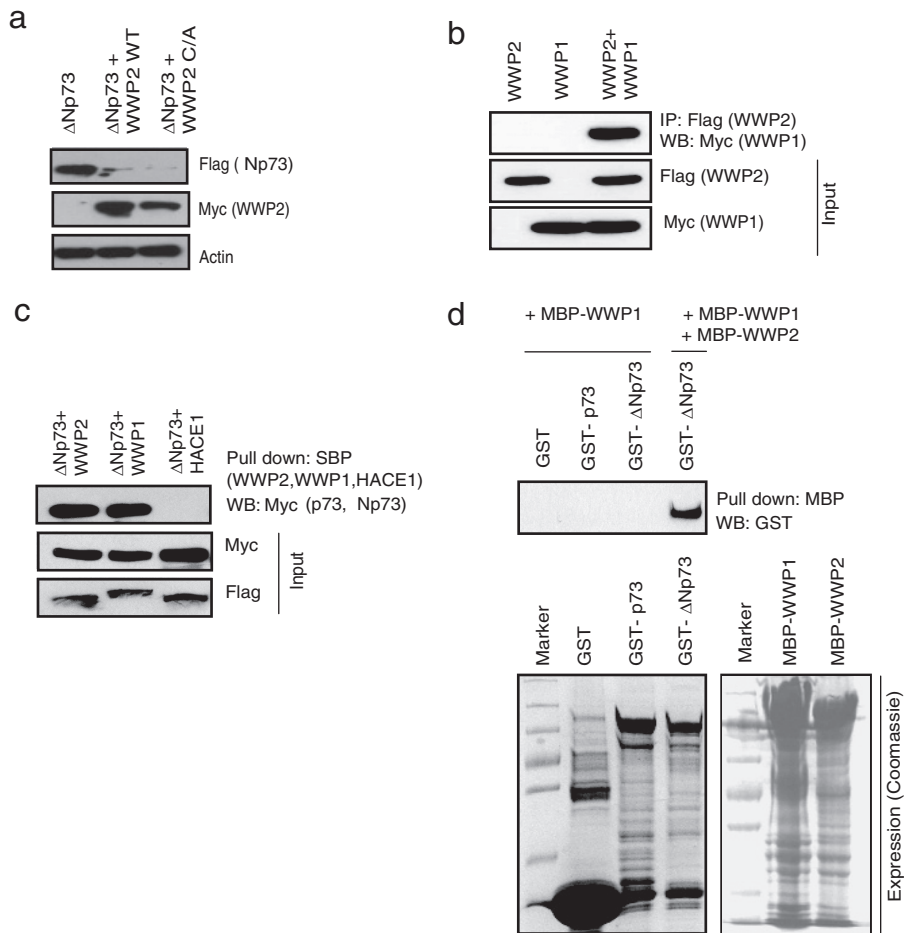 a
ΔNp73
ΔNp73 +
WWP2 WT
ΔNp73 +
WWP2 C/A
Flag ( Np73)
Myc (WWP2)
Actin
b
WWP2
WWP1
WWP2+
WWP1
IP: Flag (WWP2)
WB: Myc (WWP1)
Flag (WWP2)
Myc (WWP1)
Input
c
ΔNp73+
WWP2
ΔNp73+
WWP1
ΔNp73+
HACE1
Pull down: SBP
(WWP2,WWP1,HACE1)
WB: Myc (p73, Np73)
Myc
Flag
Input
d
+ MBP-WWP1
+ MBP-WWP1
+ MBP-WWP2
GST
GST- p73
GST- ΔNp73
GST- ΔNp73
Pull down: MBP
WB: GST
Marker
GST
GST- p73
GST- ΔNp73
Marker
MBP-WWP1
MBP-WWP2
Expression (Coomassie)